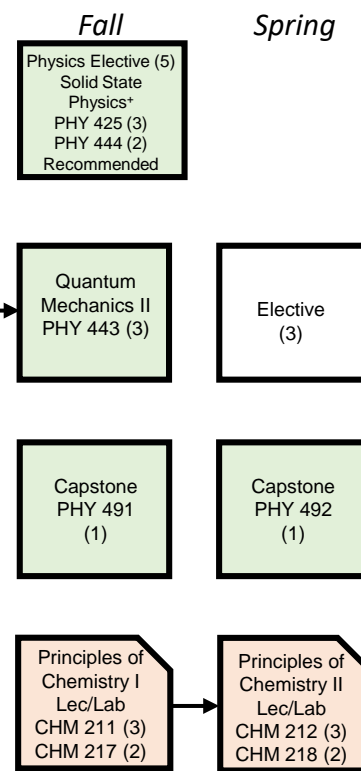 Fall
Spring
Physics Elective (5)
Solid State
Physics⁺
PHY 425 (3)
PHY 444 (2)
Recommended
Quantum
Mechanics II
PHY 443 (3)
Elective
(3)
Capstone
PHY 491
(1)
Capstone
PHY 492
(1)
Principles of
Chemistry I
Lec/Lab
CHM 211 (3)
CHM 217 (2)
Principles of
Chemistry II
Lec/Lab
CHM 212 (3)
CHM 218 (2)